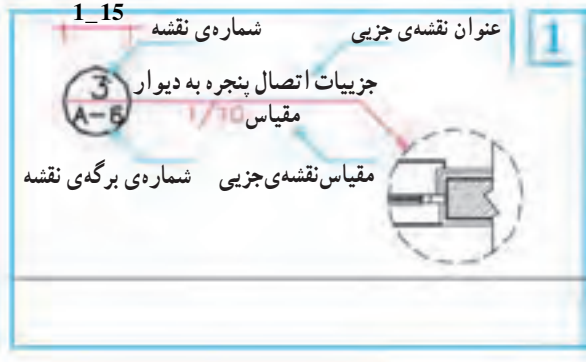 1_15
عنوان نقشه‌ی جزیی
شماره‌ی نقشه
1
3
جزییات اتصال پنجره به دیوار
A-6
مقیاس 1/10
مقیاس نقشه‌ی جزیی
شماره‌ی برگه‌ی نقشه